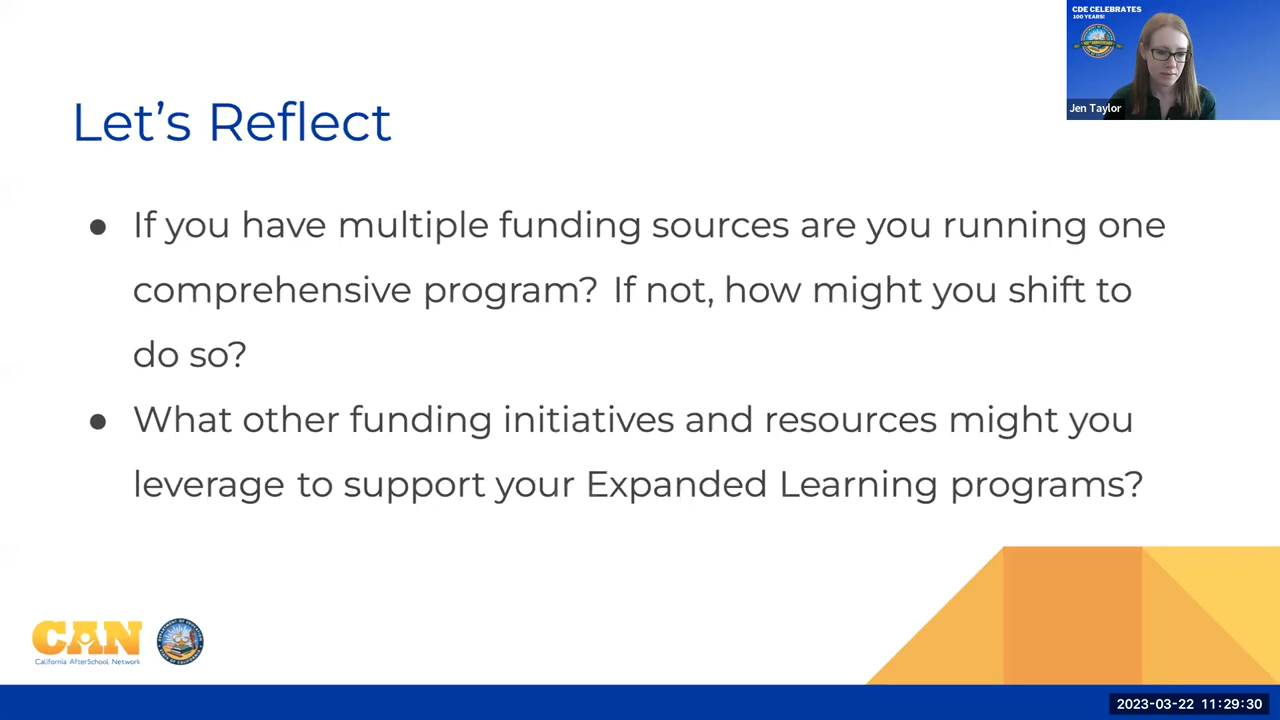 CDE CELEBRATES
100 YEARS!
Jen Taylor
Let's Reflect
● If you have multiple funding sources are you running one
comprehensive program? If not, how might you shift to
do so?
● What other funding initiatives and resources might you
leverage to support your Expanded Learning programs?
CAN
California AfterSchool Network
2023-03-22 11:29:30